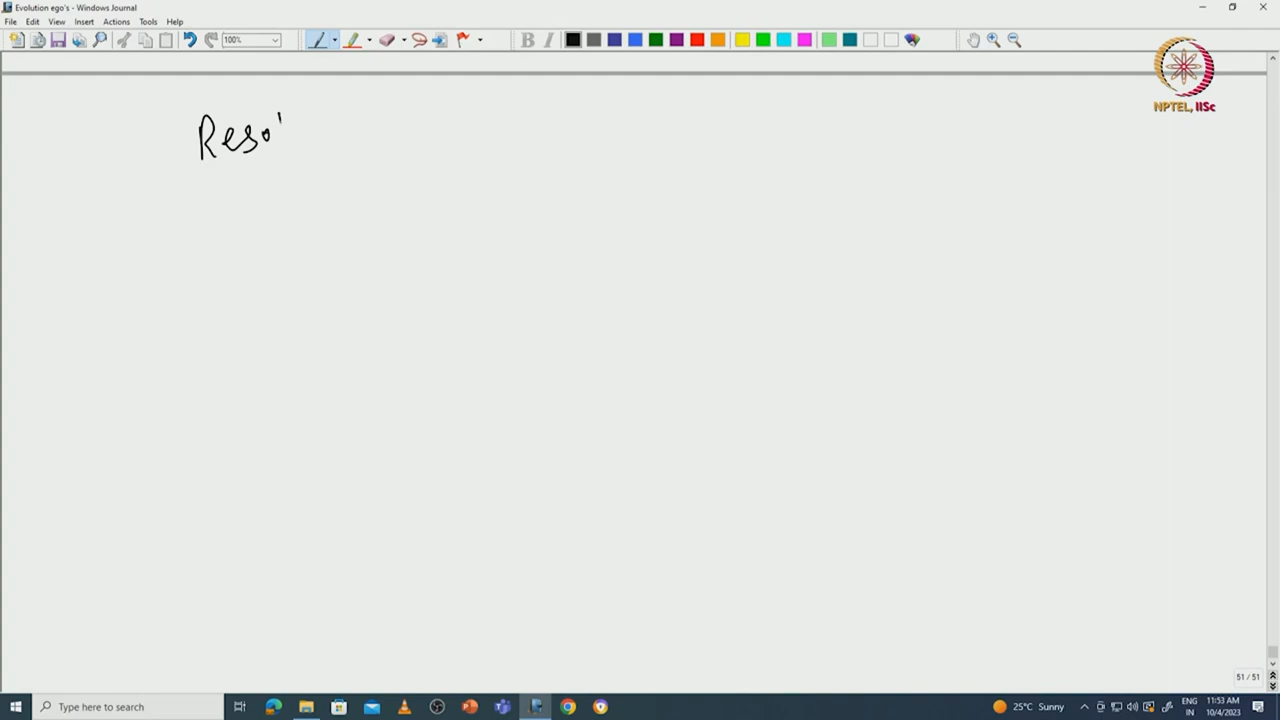 Evolution eqo's - Windows Journal
File Edit View Insert Actions Tools Help
100% B I
NPTEL, IISc
Reso'
51 / 51
Type here to search
25°C Sunny
ENG
IN
11:53 AM
10/4/2023